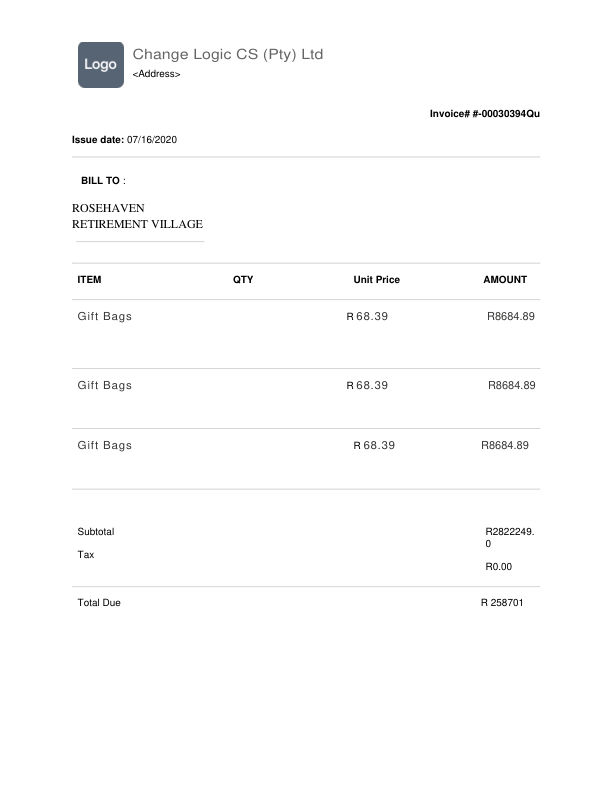 Logo
Change Logic CS (Pty) Ltd
<Address>
Invoice# #-00030394Qu
Issue date: 07/16/2020
BILL TO :
ROSEHAVEN
RETIREMENT VILLAGE
ITEM QTY Unit Price AMOUNT
Gift Bags R 68.39 R8684.89
Gift Bags R 68.39 R8684.89
Gift Bags R 68.39 R8684.89
Subtotal R2822249.
0
Tax
R0.00
Total Due R 258701